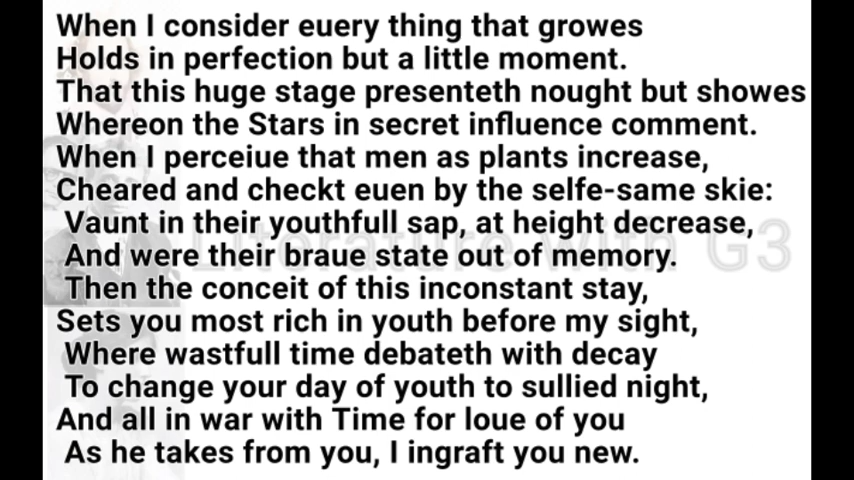 When I consider euery thing that growes
Holds in perfection but a little moment.
That this huge stage presenteth nought but showes
Whereon the Stars in secret influence comment.
When I perceiue that men as plants increase,
Cheared and checkt euen by the selfe-same skie:
Vaunt in their youthfull sap, at height decrease,
And were their braue state out of memory.
Then the conceit of this inconstant stay,
Sets you most rich in youth before my sight,
Where wastfull time debateth with decay
To change your day of youth to sullied night,
And all in war with Time for loue of you
As he takes from you, I ingraft you new.
Literature with G3